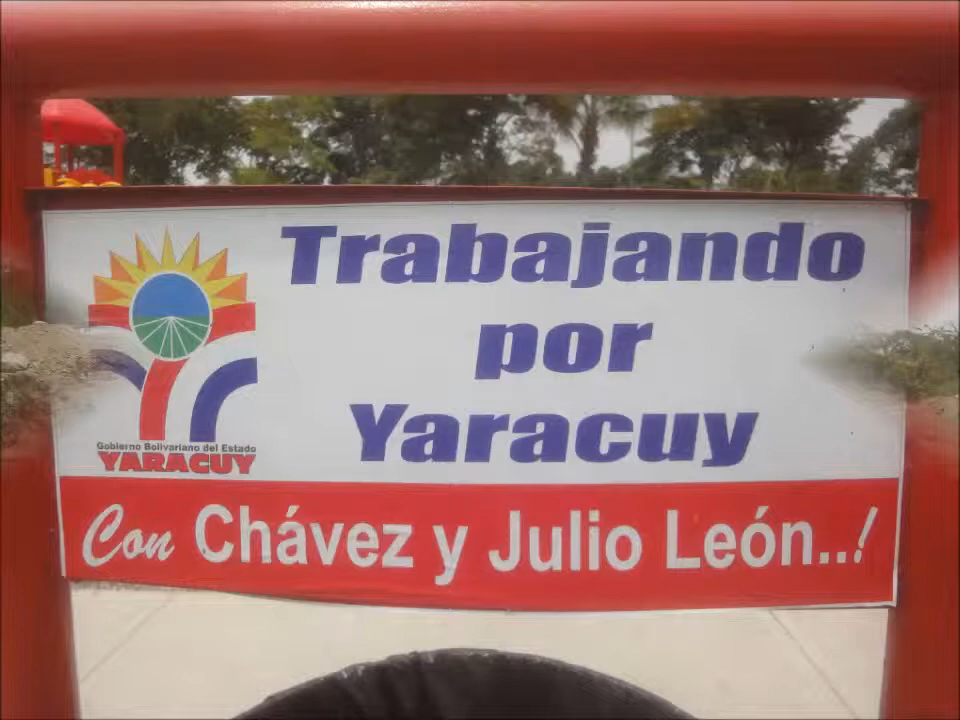 Trabajando
por
Yaracuy
Gobierno Bolivariano del Estado
YARACUY
Con Chávez y Julio León..!